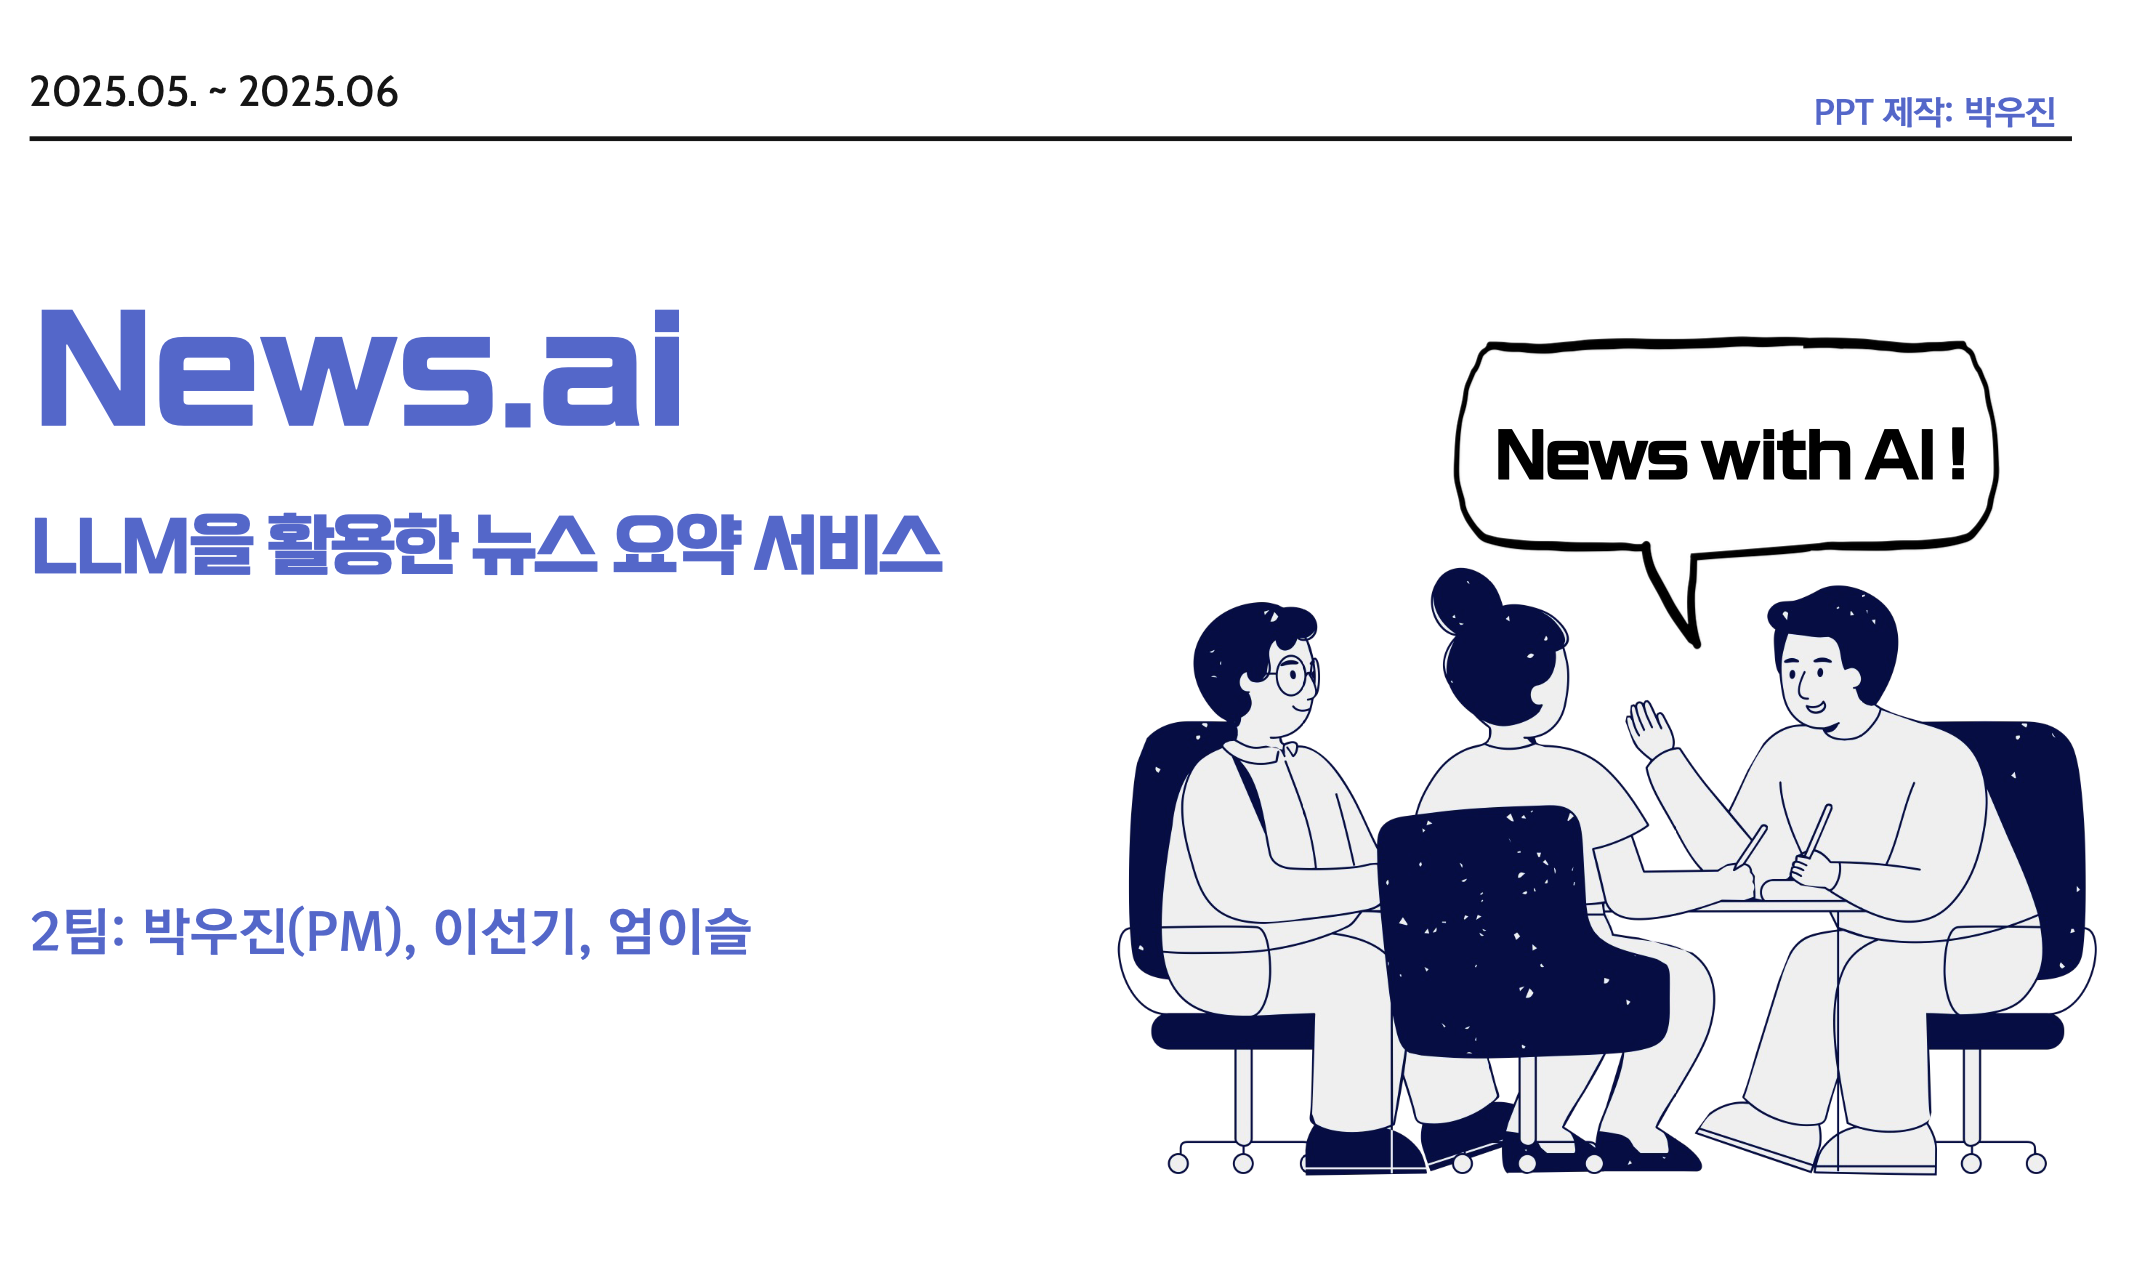 2025.05. ~ 2025.06
PPT 제작: 박우진
News.ai
LLM을 활용한 뉴스 요약 서비스
News with AI !
2팀: 박우진(PM), 이선기, 엄이슬